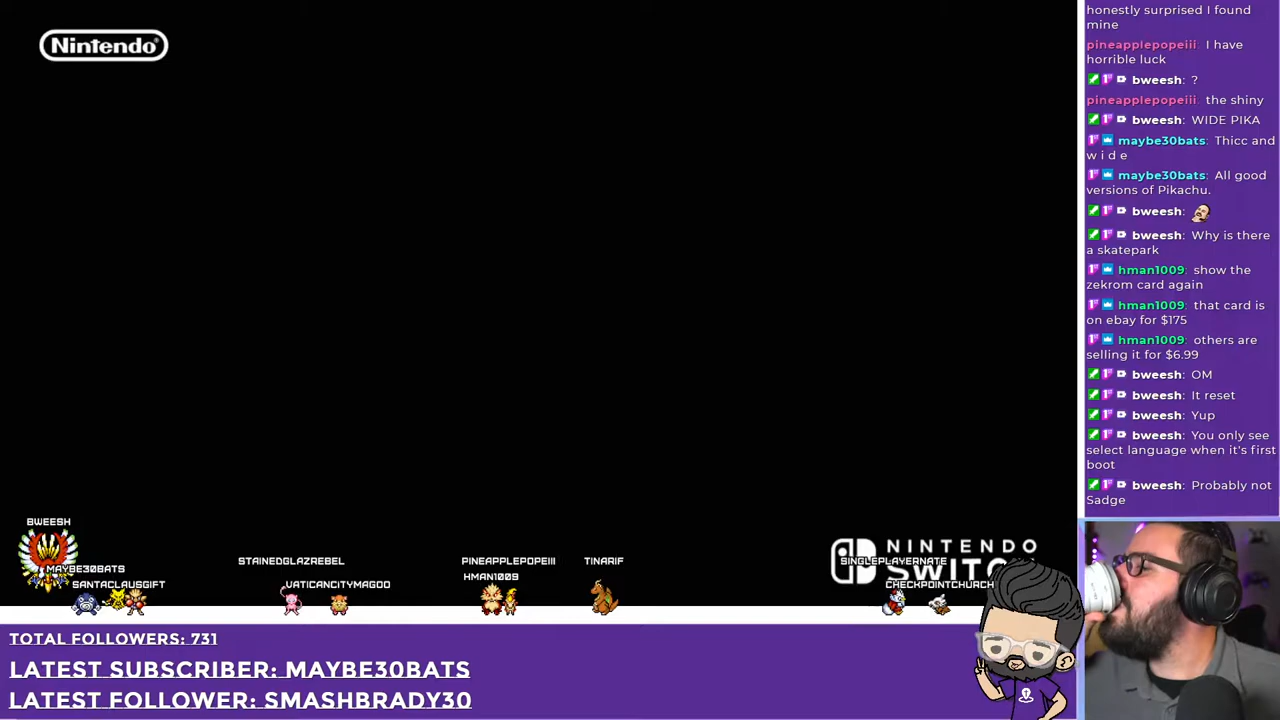 Nintendo
honestly surprised I found
mine
pineapplepopeiii: I have
horrible luck
bweesh: ?
pineapplepopeiii: the shiny
bweesh: WIDE PIKA
maybe30bats: Thicc and
w i d e
maybe30bats: All good
versions of Pikachu.
bweesh:
bweesh: Why is there
a skatepark
hman1009: show the
zekrom card again
hman1009: that card is
on ebay for $175
hman1009: others are
selling it for $6.99
bweesh: OM
bweesh: It reset
bweesh: Yup
bweesh: You only see
select language when it's first
boot
bweesh: Probably not
Sadge
BWEESH
MAYBE30BATS
SANTACLAUSGIFT
STAINEDGLAZREBEL
VATICANCITYMAGOO
PINEAPPLEPOPEIII
HMAN1009
TINARIF
NINTENDO
SWITCH
SINGLEPLAYERNATE
CHECKPOINTCHURCH
TOTAL FOLLOWERS: 731
LATEST SUBSCRIBER: MAYBE30BATS
LATEST FOLLOWER: SMASHBRADY30